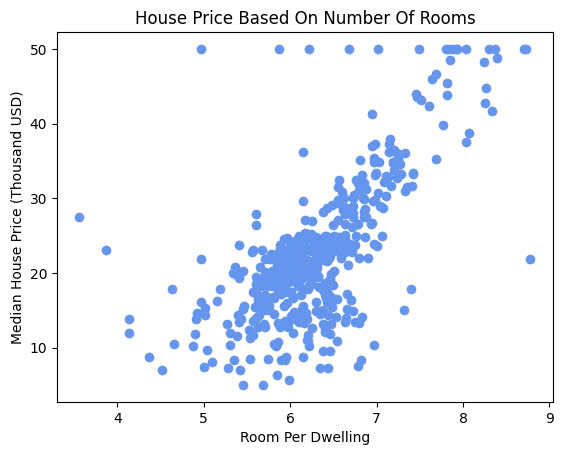 House Price Based On Number Of Rooms
50
40
30
20
10
Median House Price (Thousand USD)
4 5 6 7 8 9
Room Per Dwelling